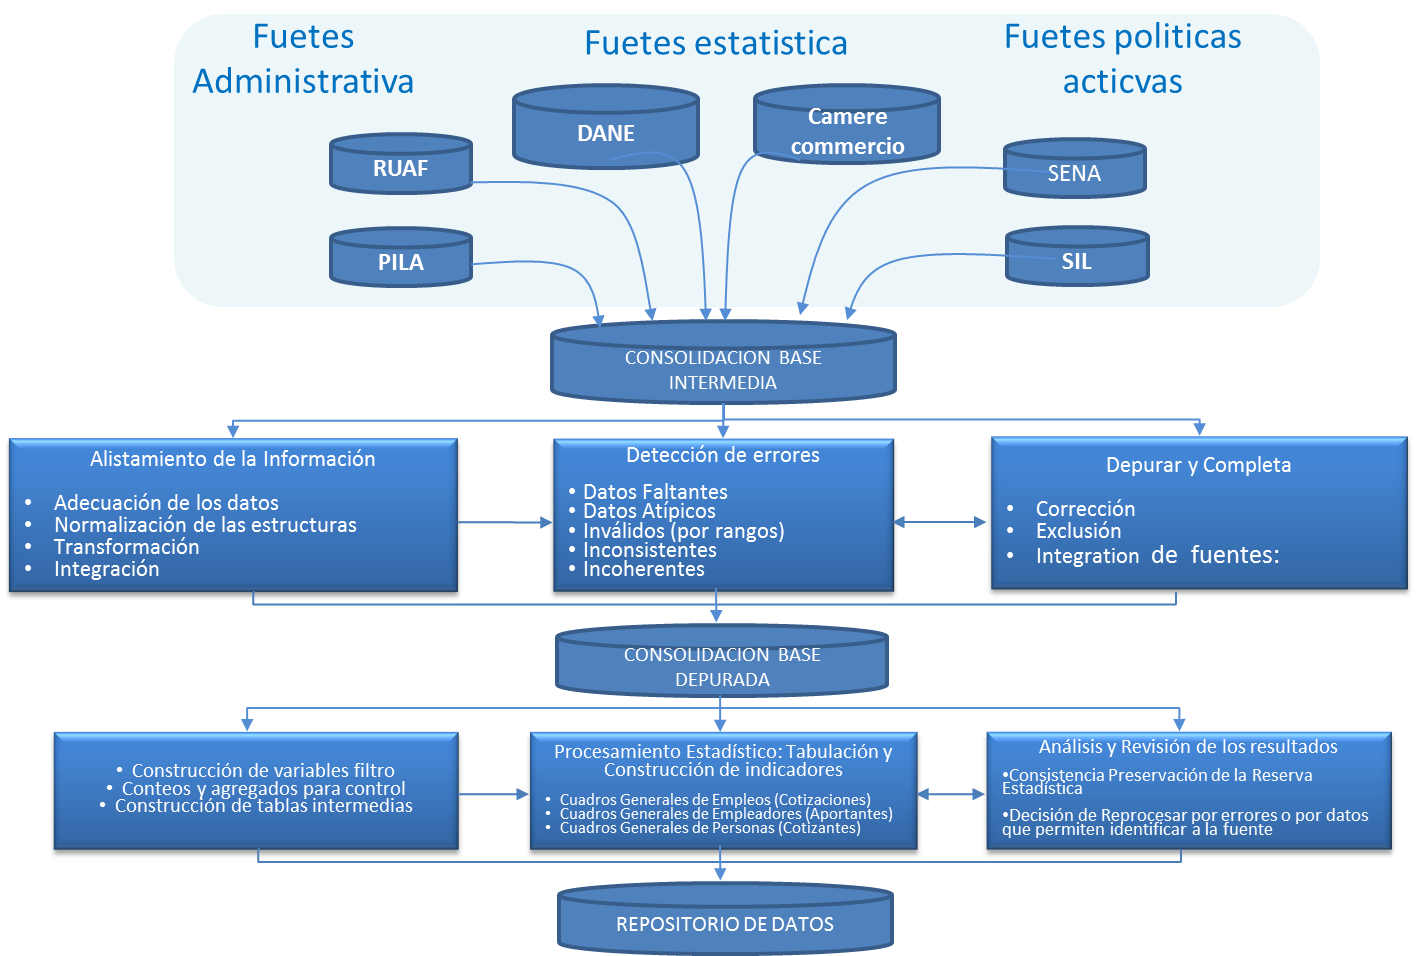 Fuetes
Administrativa
Fuetes estatistica
Fuetes politicas
acticvas
DANE
Camere
commercio
RUAF
SENA
PILA
SIL
CONSOLIDACION BASE
INTERMEDIA
Alistamiento de la Información
• Adecuación de los datos
• Normalización de las estructuras
• Transformación
• Integración
Detección de errores
• Datos Faltantes
• Datos Atípicos
• Inválidos (por rangos)
• Inconsistentes
• Incoherentes
Depurar y Completa
• Corrección
• Exclusión
• Integration de fuentes:
CONSOLIDACION BASE
DEPURADA
• Construcción de variables filtro
• Conteos y agregados para control
• Construcción de tablas intermedias
Procesamiento Estadístico: Tabulación y
Construcción de indicadores
• Cuadros Generales de Empleos (Cotizaciones)
• Cuadros Generales de Empleadores (Aportantes)
• Cuadros Generales de Personas (Cotizantes)
Análisis y Revisión de los resultados
•Consistencia Preservación de la Reserva
Estadística
•Decisión de Reprocesar por errores o por datos
que permiten identificar a la fuente
REPOSITORIO DE DATOS